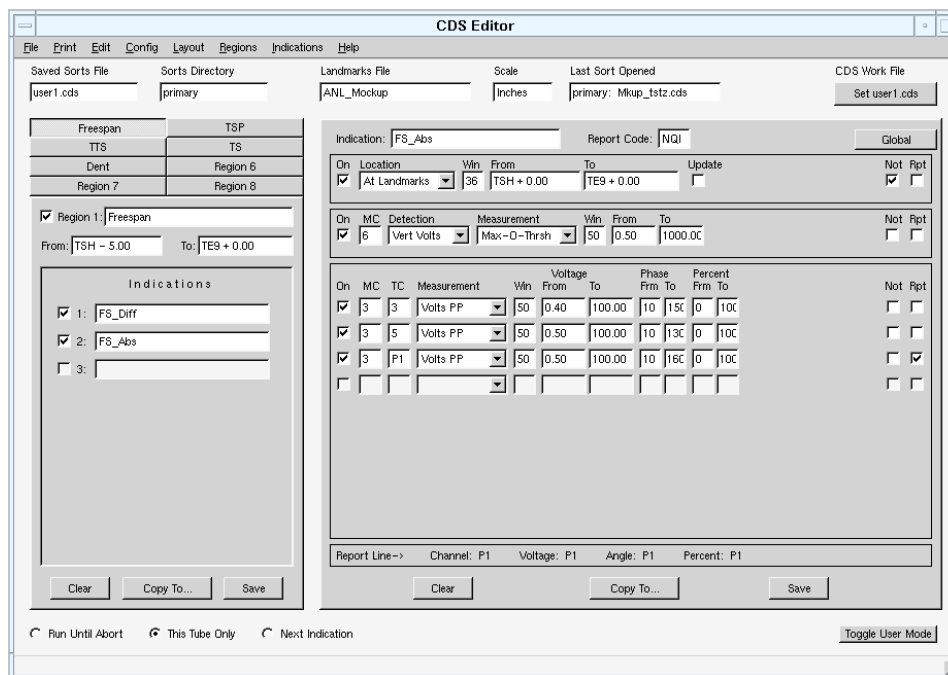 CDS Editor
File Print Edit Config Layout Regions Indications Help
Saved Sorts File Sorts Directory Landmarks File Scale Last Sort Opened CDS Work File
user1.cds primary ANL_Mockup Inches primary: Mkup_tstz.cds Set user1.cds
Freespan TSP
TTS TS
Dent Region 6
Region 7 Region 8
Region 1: Freespan
From: TSH - 5.00 To: TE9 + 0.00
Indications
1: FS_Diff
2: FS_Abs
3:
Clear Copy To... Save
Indication: FS_Abs Report Code: NQI Global
On Location Win From To Update Not Rpt
At Landmarks 36 TSH + 0.00 TE9 + 0.00
On MC Detection Measurement Win From To Not Rpt
6 Vert Volts Max-O-Thrsh 50 0.50 1000.00
Voltage Phase Percent
On MC TC Measurement Win From To Frm To Frm To Not Rpt
3 3 Volts PP 50 0.40 100.00 10 150 0 100
3 5 Volts PP 50 0.50 100.00 10 130 0 100
3 P1 Volts PP 50 0.50 100.00 10 160 0 100
Report Line-> Channel: P1 Voltage: P1 Angle: P1 Percent: P1
Clear Copy To... Save
Run Until Abort This Tube Only Next Indication Toggle User Mode